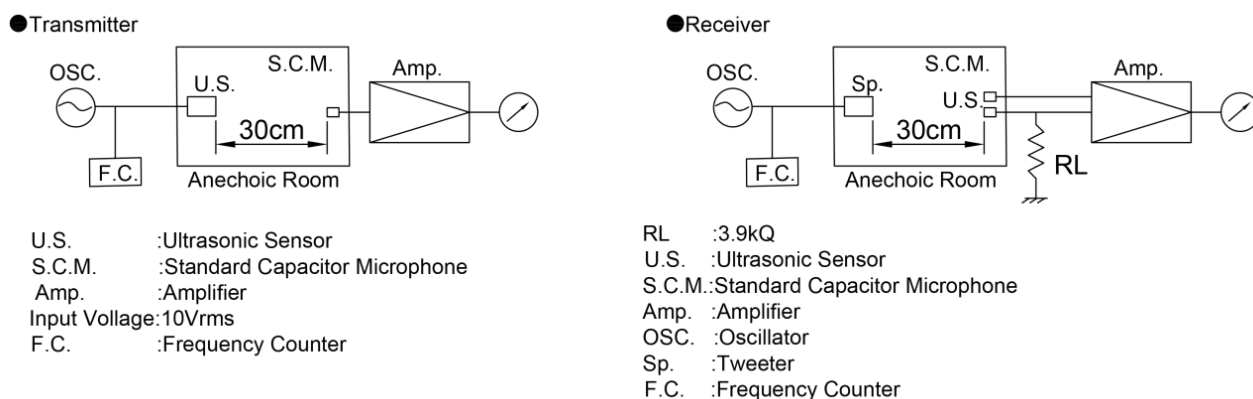 ●Transmitter
OSC.
U.S.
S.C.M.
Amp.
30cm
F.C.
Anechoic Room
U.S. :Ultrasonic Sensor
S.C.M. :Standard Capacitor Microphone
Amp. :Amplifier
Input Vollage:10Vrms
F.C. :Frequency Counter
●Receiver
OSC.
Sp.
S.C.M.
U.S.
Amp.
30cm
RL
F.C.
Anechoic Room
RL :3.9kQ
U.S. :Ultrasonic Sensor
S.C.M.:Standard Capacitor Microphone
Amp. :Amplifier
OSC. :Oscillator
Sp. :Tweeter
F.C. :Frequency Counter